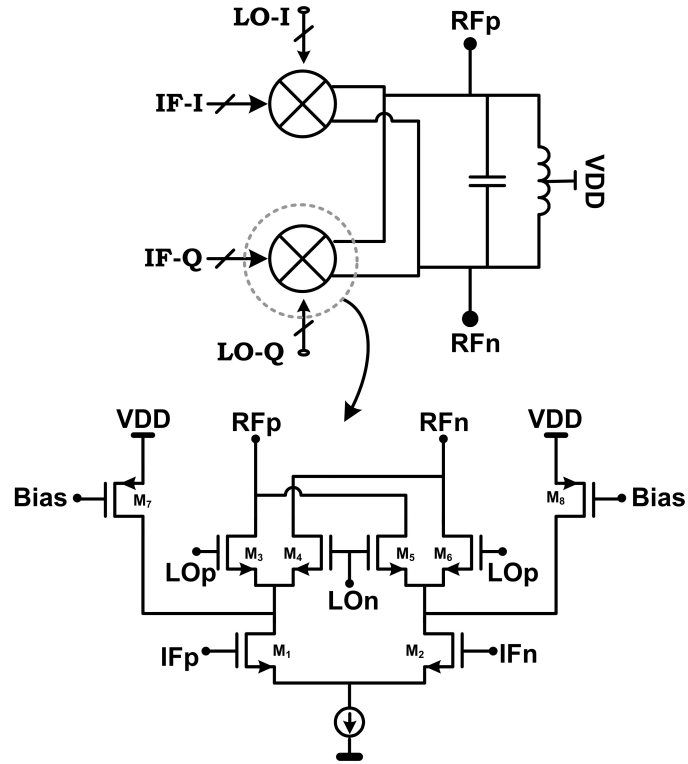 LO-I
RFp
IF-I
VDD
IF-Q
LO-Q
RFn
VDD
RFp
RFn
VDD
Bias
M7
M8
Bias
LOp
M3
M4
M5
M6
LOp
LOn
IFp
M1
M2
IFn